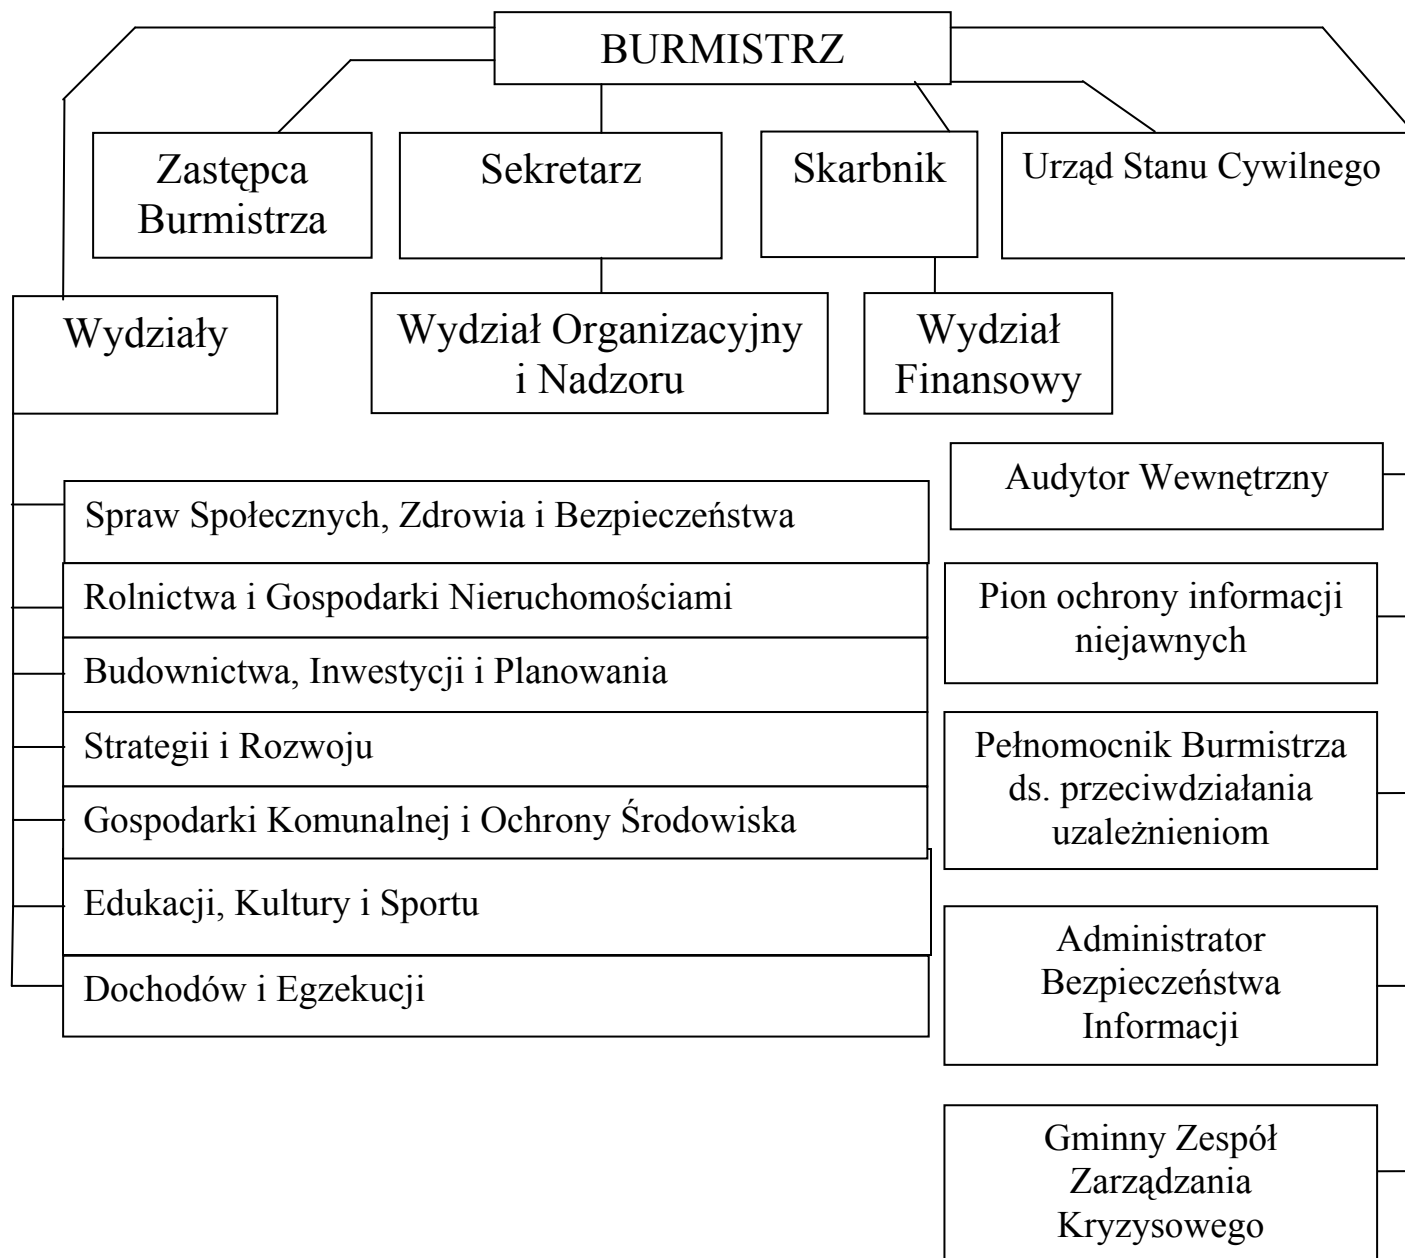 BURMISTRZ
Zastępca
Burmistrza
Sekretarz
Skarbnik
Urząd Stanu Cywilnego
Wydziały
Wydział Organizacyjny
i Nadzoru
Wydział
Finansowy
Spraw Społecznych, Zdrowia i Bezpieczeństwa
Rolnictwa i Gospodarki Nieruchomościami
Budownictwa, Inwestycji i Planowania
Strategii i Rozwoju
Gospodarki Komunalnej i Ochrony Środowiska
Edukacji, Kultury i Sportu
Dochodów i Egzekucji
Audytor Wewnętrzny
Pion ochrony informacji
niejawnych
Pełnomocnik Burmistrza
ds. przeciwdziałania
uzależnieniom
Administrator
Bezpieczeństwa
Informacji
Gminny Zespół
Zarządzania
Kryzysowego